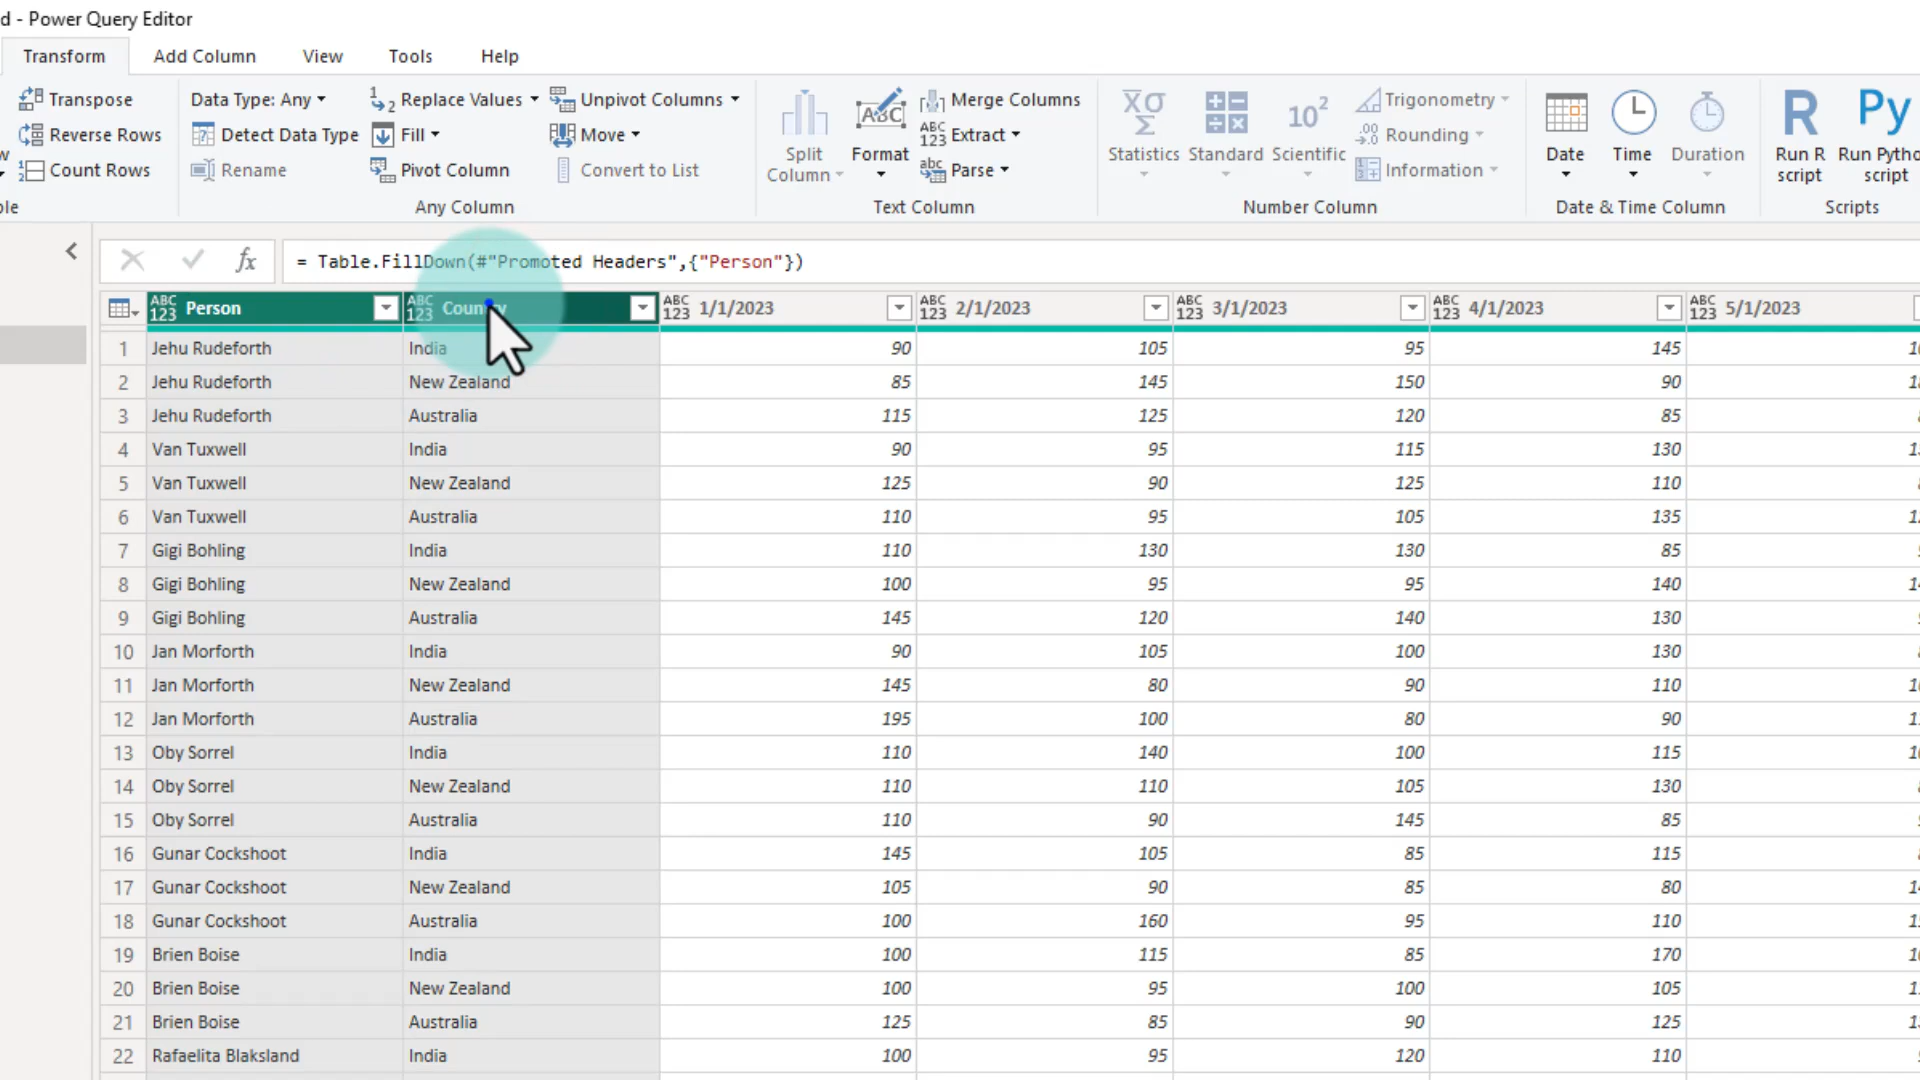 d - Power Query Editor
Transform Add Column View Tools Help
Transpose
Reverse Rows
Count Rows
Data Type: Any
Detect Data Type
Rename
Replace Values
Fill
Pivot Column
Unpivot Columns
Move
Convert to List
Any Column
Split
Column
Format
Merge Columns
Extract
Parse
Text Column
Statistics Standard Scientific
Trigonometry
Rounding
Information
Number Column
Date Time Duration
Date & Time Column
Run R
script
Run Pytho
script
Scripts
= Table.FillDown(#"Promoted Headers",{"Person"})
Person Country 1/1/2023 2/1/2023 3/1/2023 4/1/2023 5/1/2023
1 Jehu Rudeforth India 90 105 95 145
2 Jehu Rudeforth New Zealand 85 145 150 90
3 Jehu Rudeforth Australia 115 125 120 85
4 Van Tuxwell India 90 95 115 130
5 Van Tuxwell New Zealand 125 90 125 110
6 Van Tuxwell Australia 110 95 105 135
7 Gigi Bohling India 110 130 130 85
8 Gigi Bohling New Zealand 100 95 95 140
9 Gigi Bohling Australia 145 120 140 130
10 Jan Morforth India 90 105 100 130
11 Jan Morforth New Zealand 145 80 90 110
12 Jan Morforth Australia 195 100 80 90
13 Oby Sorrel India 110 140 100 115
14 Oby Sorrel New Zealand 110 110 105 130
15 Oby Sorrel Australia 110 90 145 85
16 Gunar Cockshoot India 145 105 85 115
17 Gunar Cockshoot New Zealand 105 90 85 80
18 Gunar Cockshoot Australia 100 160 95 110
19 Brien Boise India 100 115 85 170
20 Brien Boise New Zealand 100 95 100 105
21 Brien Boise Australia 125 85 90 125
22 Rafaelita Blaksland India 100 95 120 110